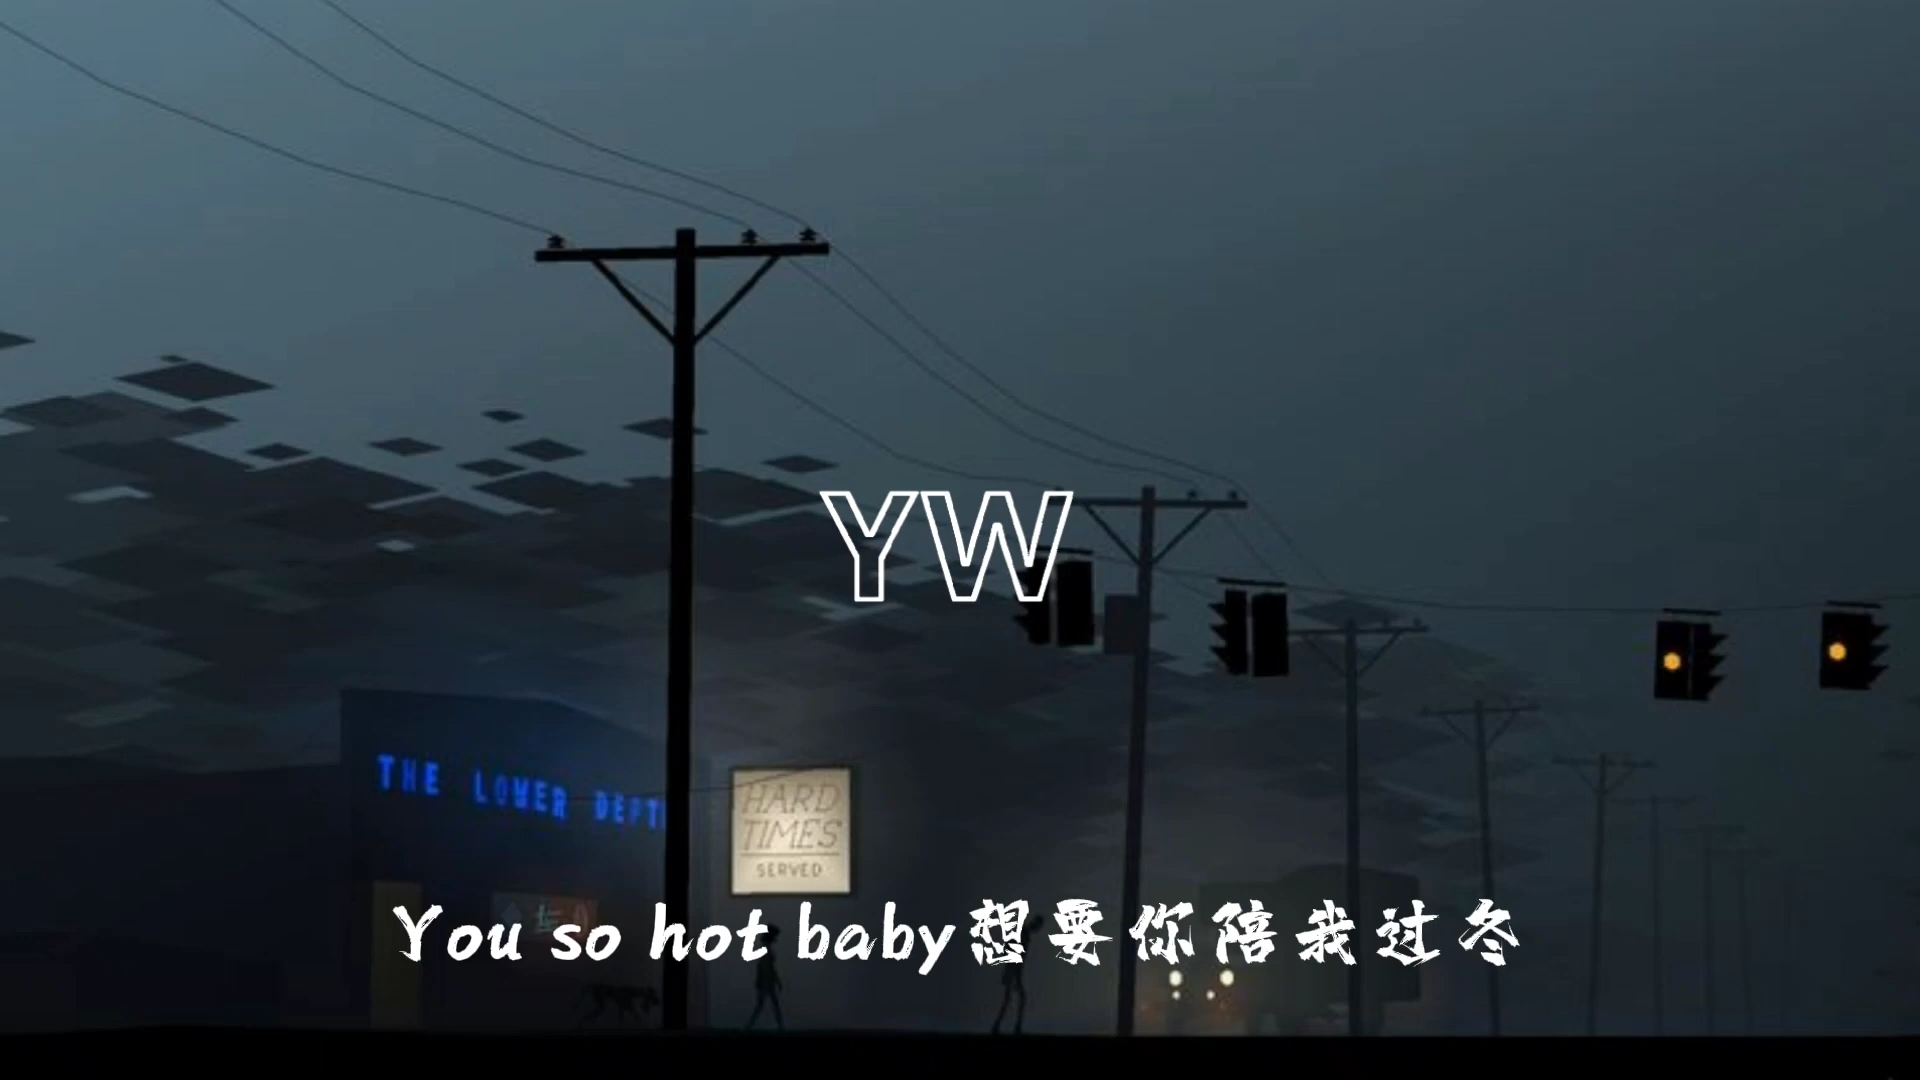 YW
THE LOWER DEPT
HARD
TIMES
SERVED
You so hot baby想要你陪我过冬